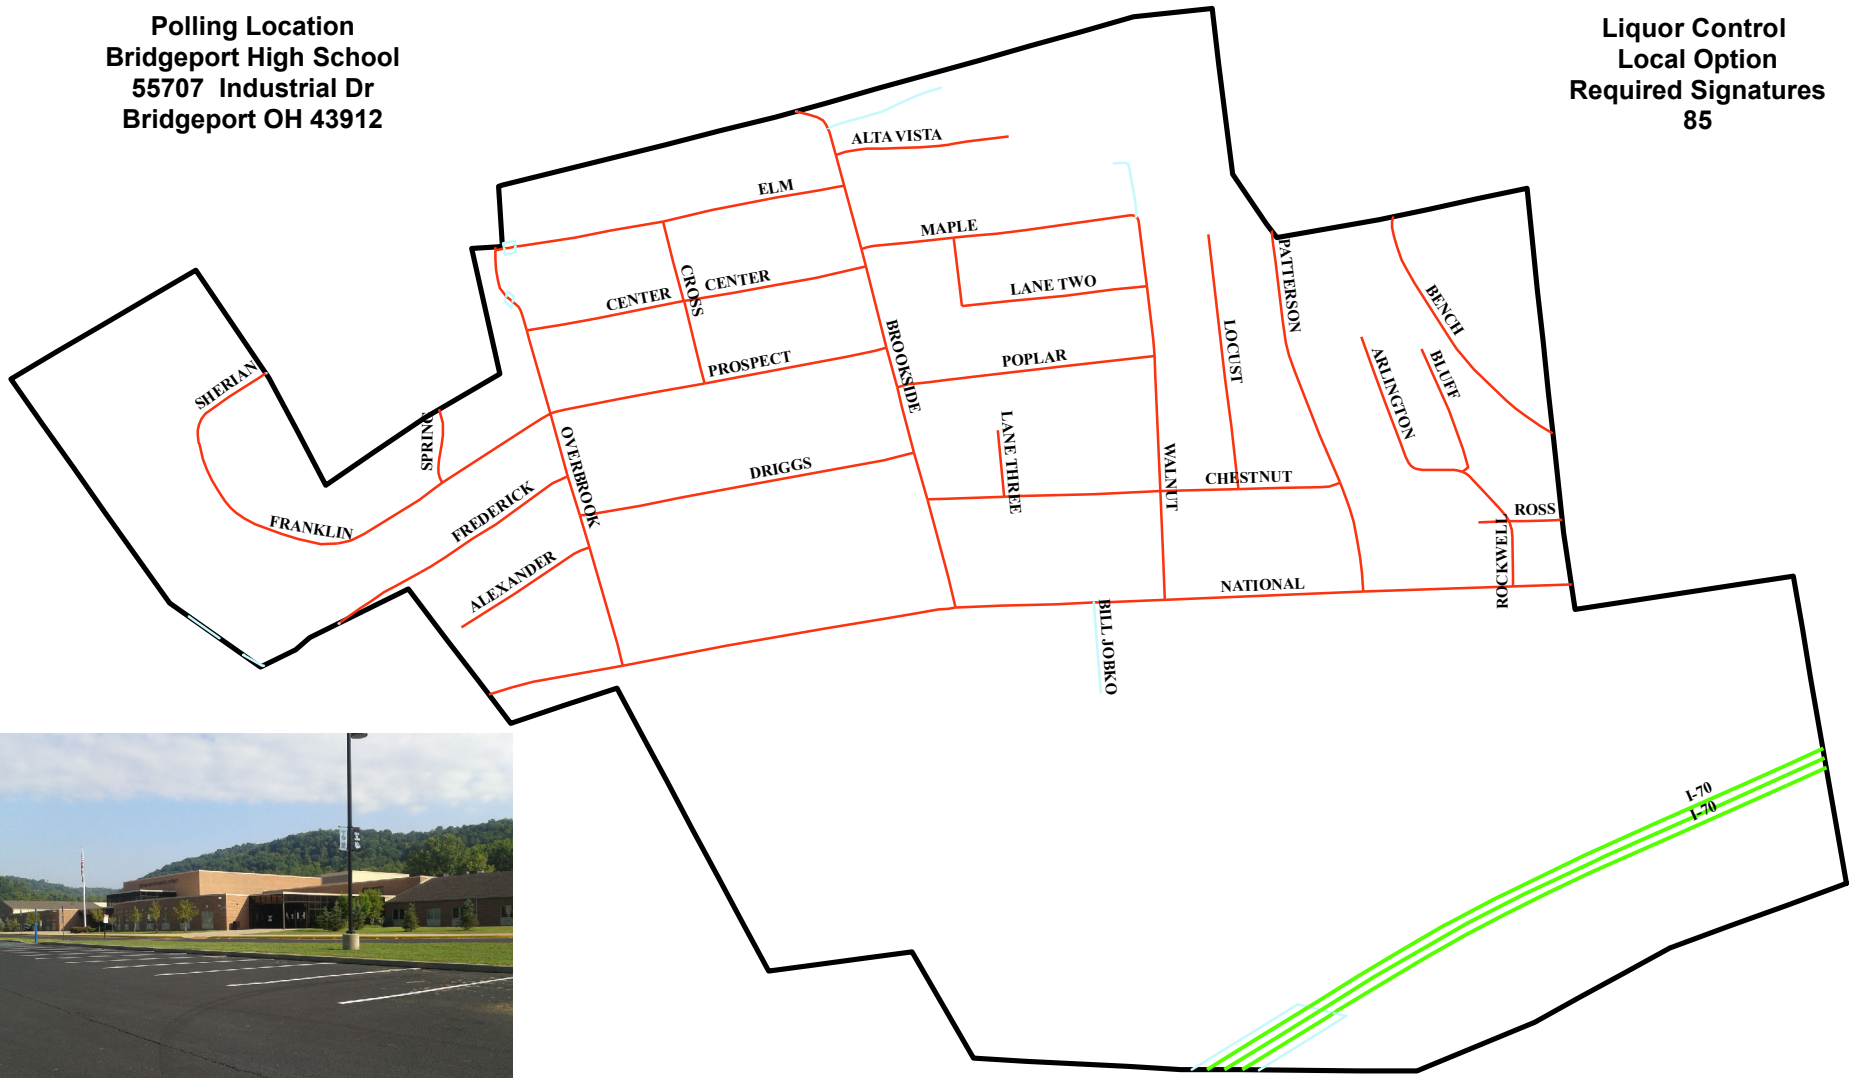 Polling Location
Bridgeport High School
55707 Industrial Dr
Bridgeport OH 43912
Liquor Control
Local Option
Required Signatures
85
ALTA VISTA
ELM
MAPLE
CROSS
CENTER
CENTER
LANE TWO
PATTERSON
BENCH
BROOKSIDE
LOCUST
PROSPECT
POPLAR
ARLINGTON
BLUFF
SHERIAN
SPRING
OVERBROOK
DRIGGS
LANE THREE
WALNUT
CHESTNUT
FRANKLIN
FREDERICK
ROSS
ROCKWELL
ALEXANDER
NATIONAL
BILL JOBKO
I-70
I-70